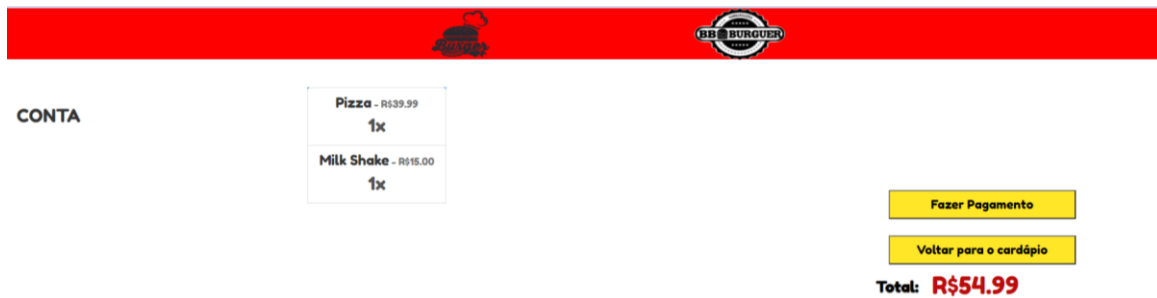 Burger
BB BURGUER
CONTA
Pizza - R$39.99
1x
Milk Shake - R$15.00
1x
Fazer Pagamento
Voltar para o cardápio
Total: R$54.99